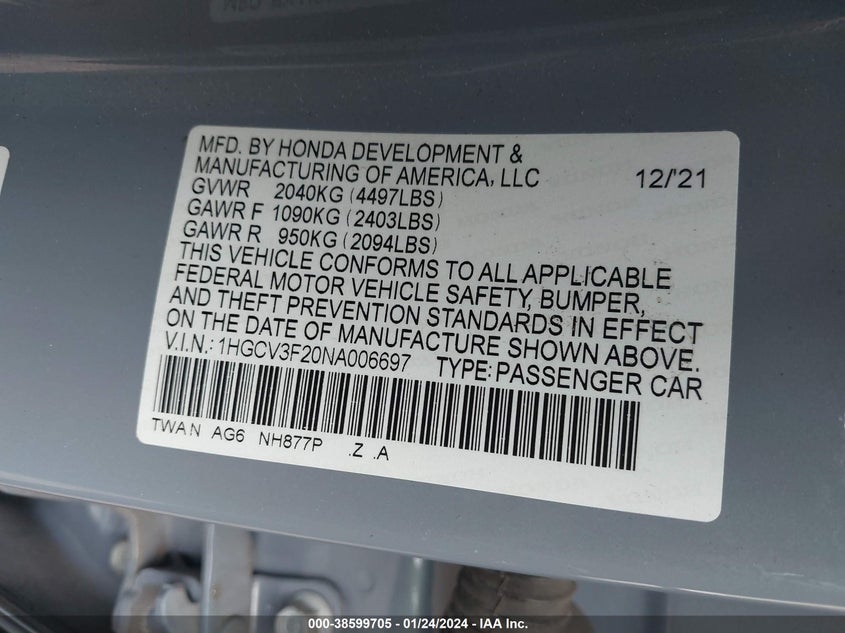 MFD. BY HONDA DEVELOPMENT &
MANUFACTURING OF AMERICA, LLC 12/'21
GVWR 2040KG (4497LBS)
GAWR F 1090KG (2403LBS)
GAWR R 950KG (2094LBS)
THIS VEHICLE CONFORMS TO ALL APPLICABLE
FEDERAL MOTOR VEHICLE SAFETY, BUMPER,
AND THEFT PREVENTION STANDARDS IN EFFECT
ON THE DATE OF MANUFACTURE SHOWN ABOVE.
V.I.N.: 1HGCV3F20NA006697 TYPE: PASSENGER CAR
TWAN AG6 NH877P .Z .A
000-38599705 - 01/24/2024 - IAA Inc.